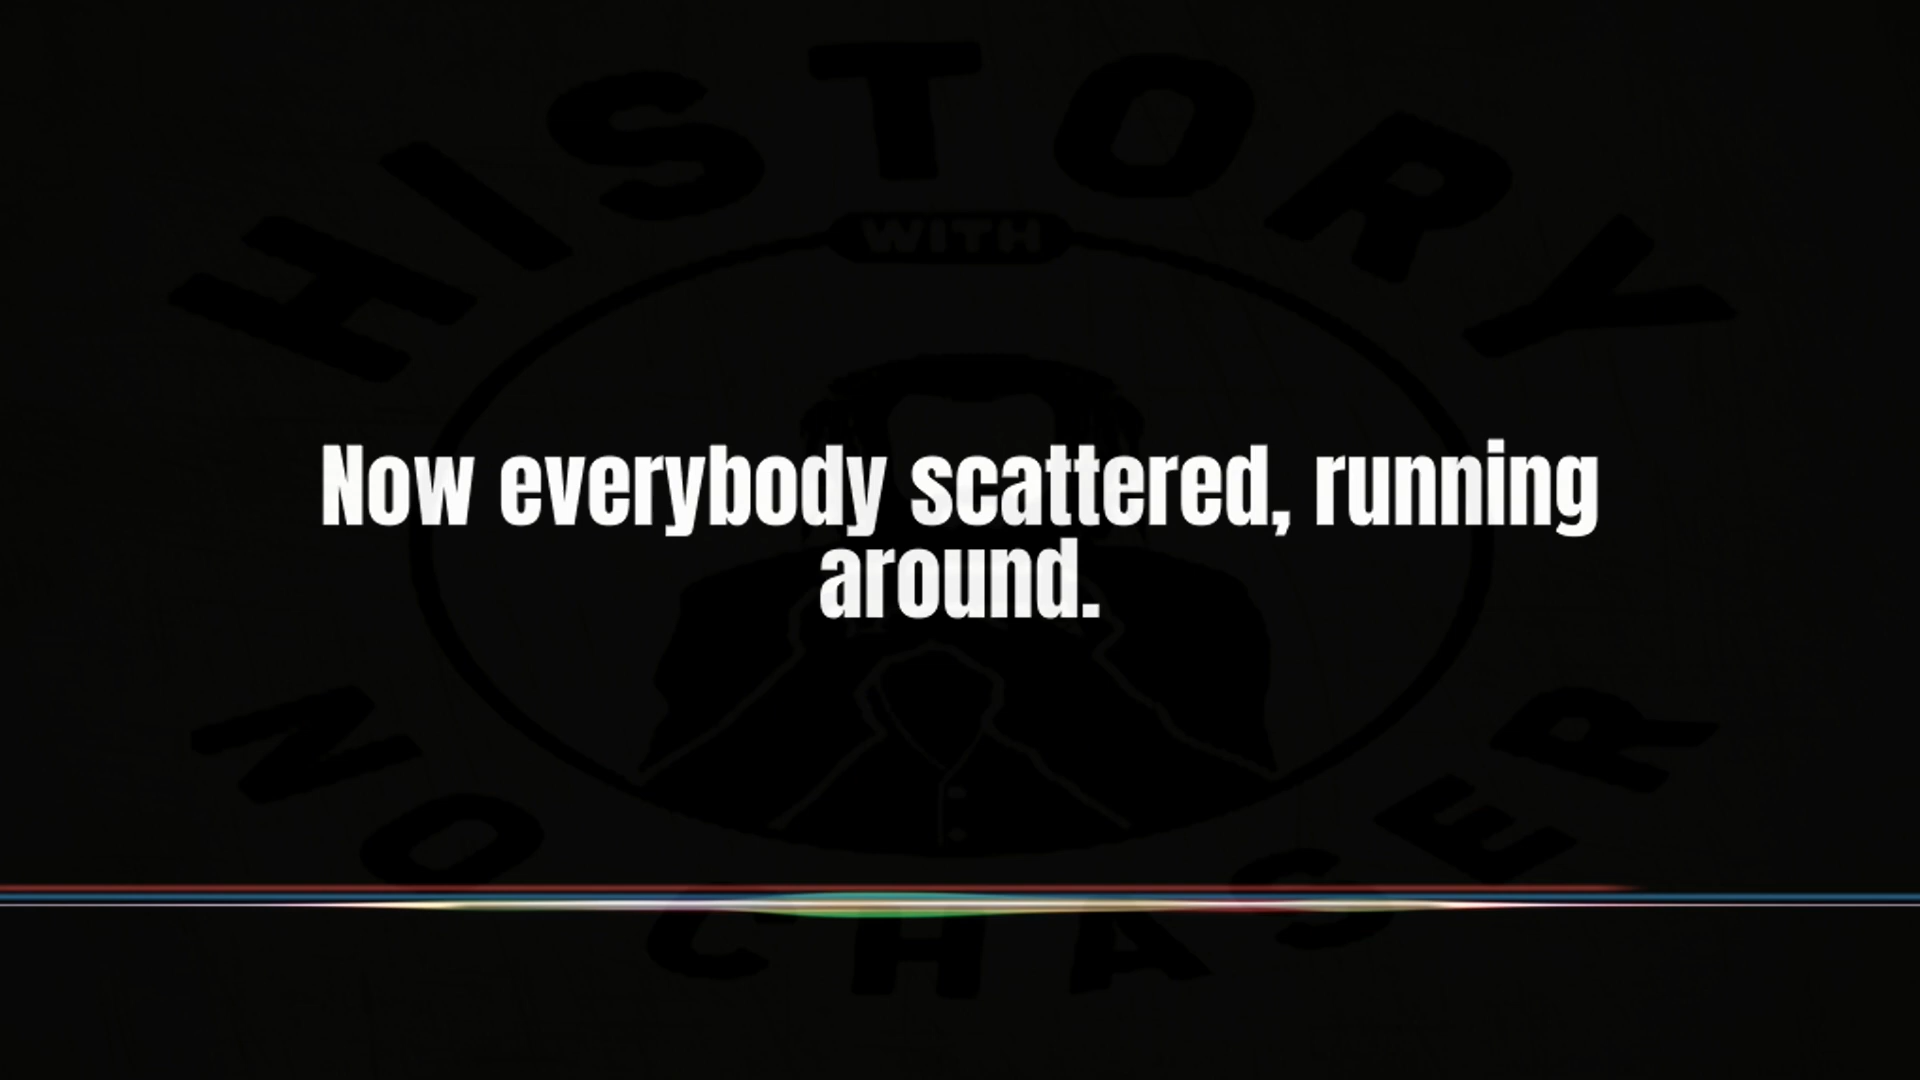 HISTORY
WITH
Now everybody scattered, running
around.
NO CHASER